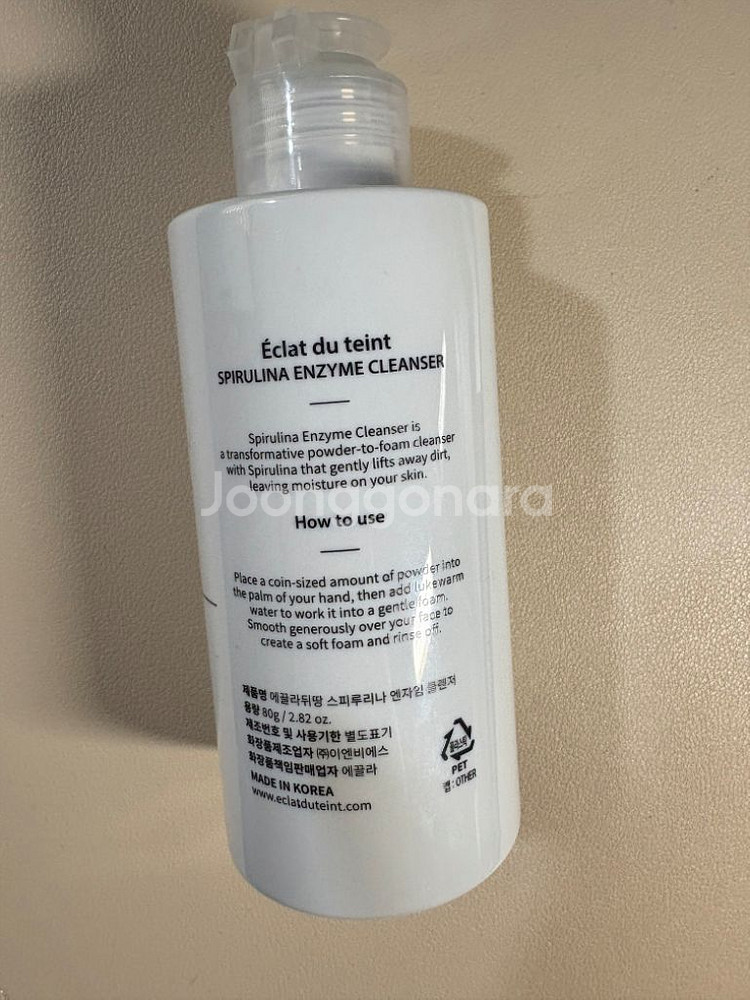 Éclat du teint
SPIRULINA ENZYME CLEANSER
Spirulina Enzyme Cleanser is
a transformative powder-to-foam cleanser
with Spirulina that gently lifts away dirt,
leaving moisture on your skin.
Joonggonara
How to use
Place a coin-sized amount of powder into
the palm of your hand, then add lukewarm
water to work it into a gentle foam.
Smooth generously over your face to
create a soft foam and rinse off.
제품명 에끌라뒤땅 스피루리나 엔자임 클렌저
용량 80g / 2.82 oz.
제조번호 및 사용기한 별도표기
화장품제조업자 ㈜이엔비에스
화장품책임판매업자 에끌라
MADE IN KOREA
www.eclatduteint.com
플라스틱
PET
캡 : OTHER